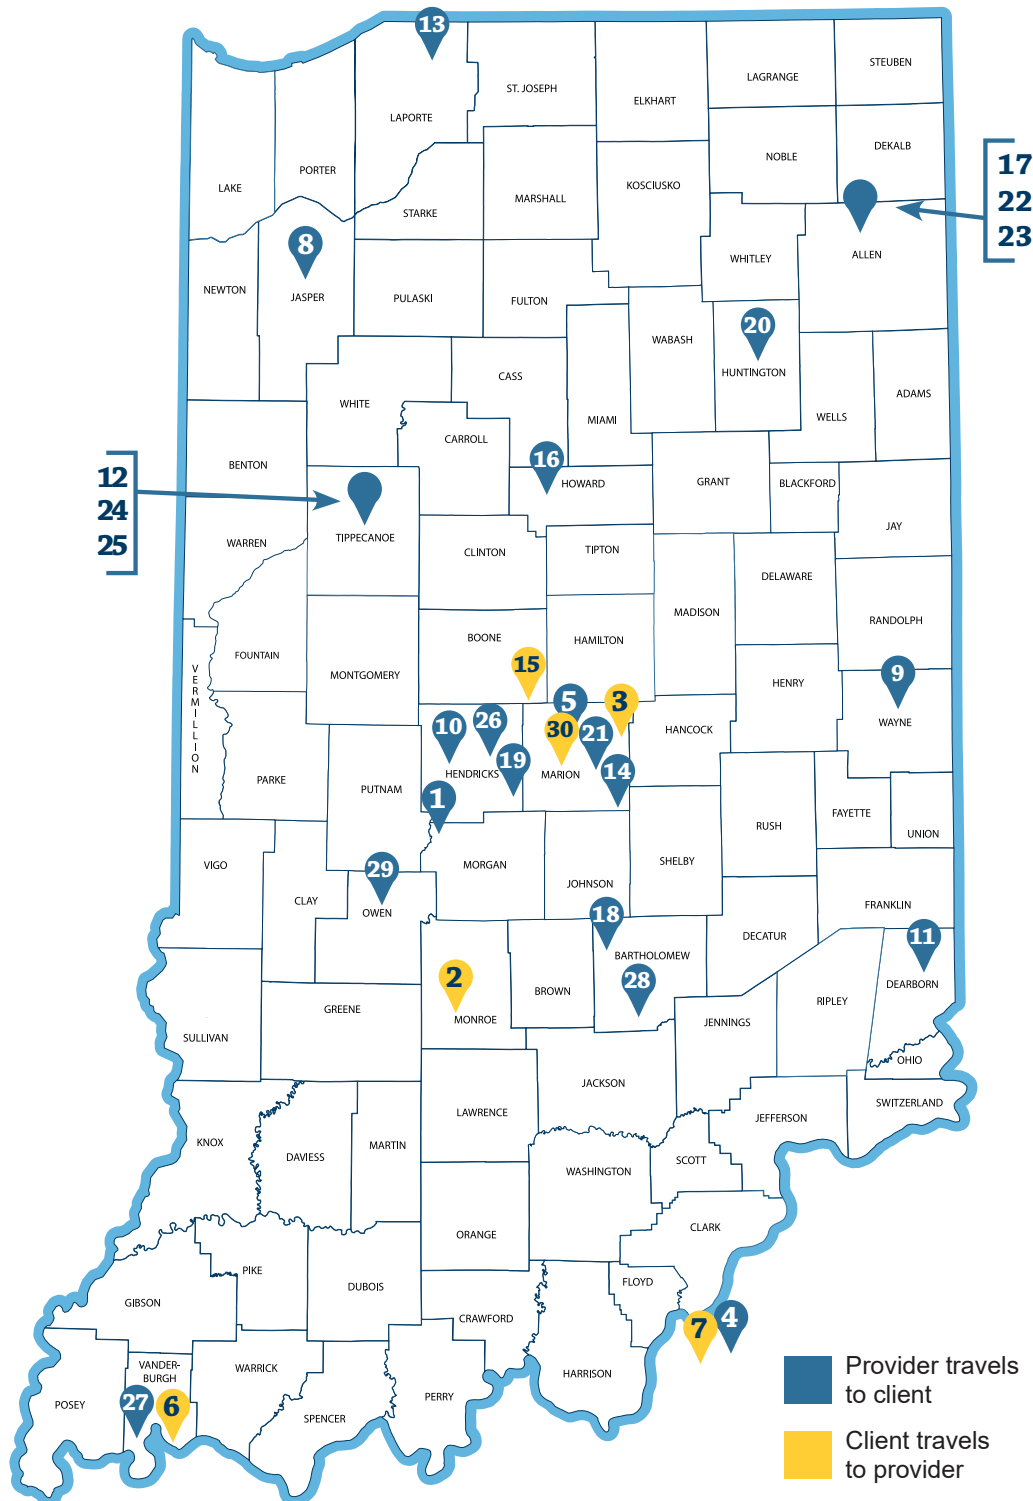 13
STEUBEN
LAGRANGE
ST. JOSEPH
ELKHART
LAPORTE
DEKALB
NOBLE
17
22
23
PORTER
LAKE
KOSCIUSKO
MARSHALL
STARKE
8
ALLEN
WHITLEY
NEWTON
JASPER
PULASKI
FULTON
20
WABASH
HUNTINGTON
CASS
ADAMS
WHITE
MIAMI
WELLS
CARROLL
16
BENTON
12
24
25
HOWARD
GRANT
BLACKFORD
JAY
TIPPECANOE
WARREN
CLINTON
TIPTON
DELAWARE
MADISON
RANDOLPH
BOONE
HAMILTON
FOUNTAIN
15
VERMILLION
MONTGOMERY
HENRY
9
5
3
WAYNE
10
26
30
21
HANCOCK
19
14
HENDRICKS
MARION
PARKE
PUTNAM
1
RUSH
FAYETTE
UNION
VIGO
MORGAN
SHELBY
29
JOHNSON
CLAY
OWEN
FRANKLIN
18
DECATUR
11
BARTHOLOMEW
2
28
DEARBORN
BROWN
RIPLEY
GREENE
MONROE
JENNINGS
SULLIVAN
OHIO
JACKSON
SWITZERLAND
LAWRENCE
JEFFERSON
KNOX
MARTIN
DAVIESS
SCOTT
WASHINGTON
CLARK
ORANGE
PIKE
FLOYD
DUBOIS
GIBSON
CRAWFORD
7
4
VANDER-
BURGH
WARRICK
HARRISON
Provider travels
to client
POSEY
27
6
PERRY
SPENCER
Client travels
to provider